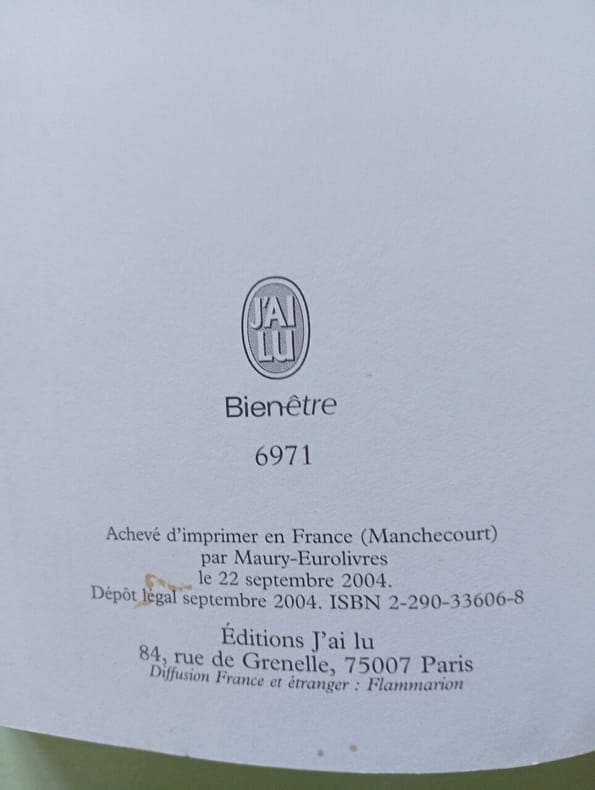 J'AI
LU
Bien-être
6971
Achevé d'imprimer en France (Manchecourt)
par Maury-Eurolivres
le 22 septembre 2004.
Dépôt légal septembre 2004. ISBN 2-290-33606-8
Éditions J'ai lu
84, rue de Grenelle, 75007 Paris
Diffusion France et étranger : Flammarion